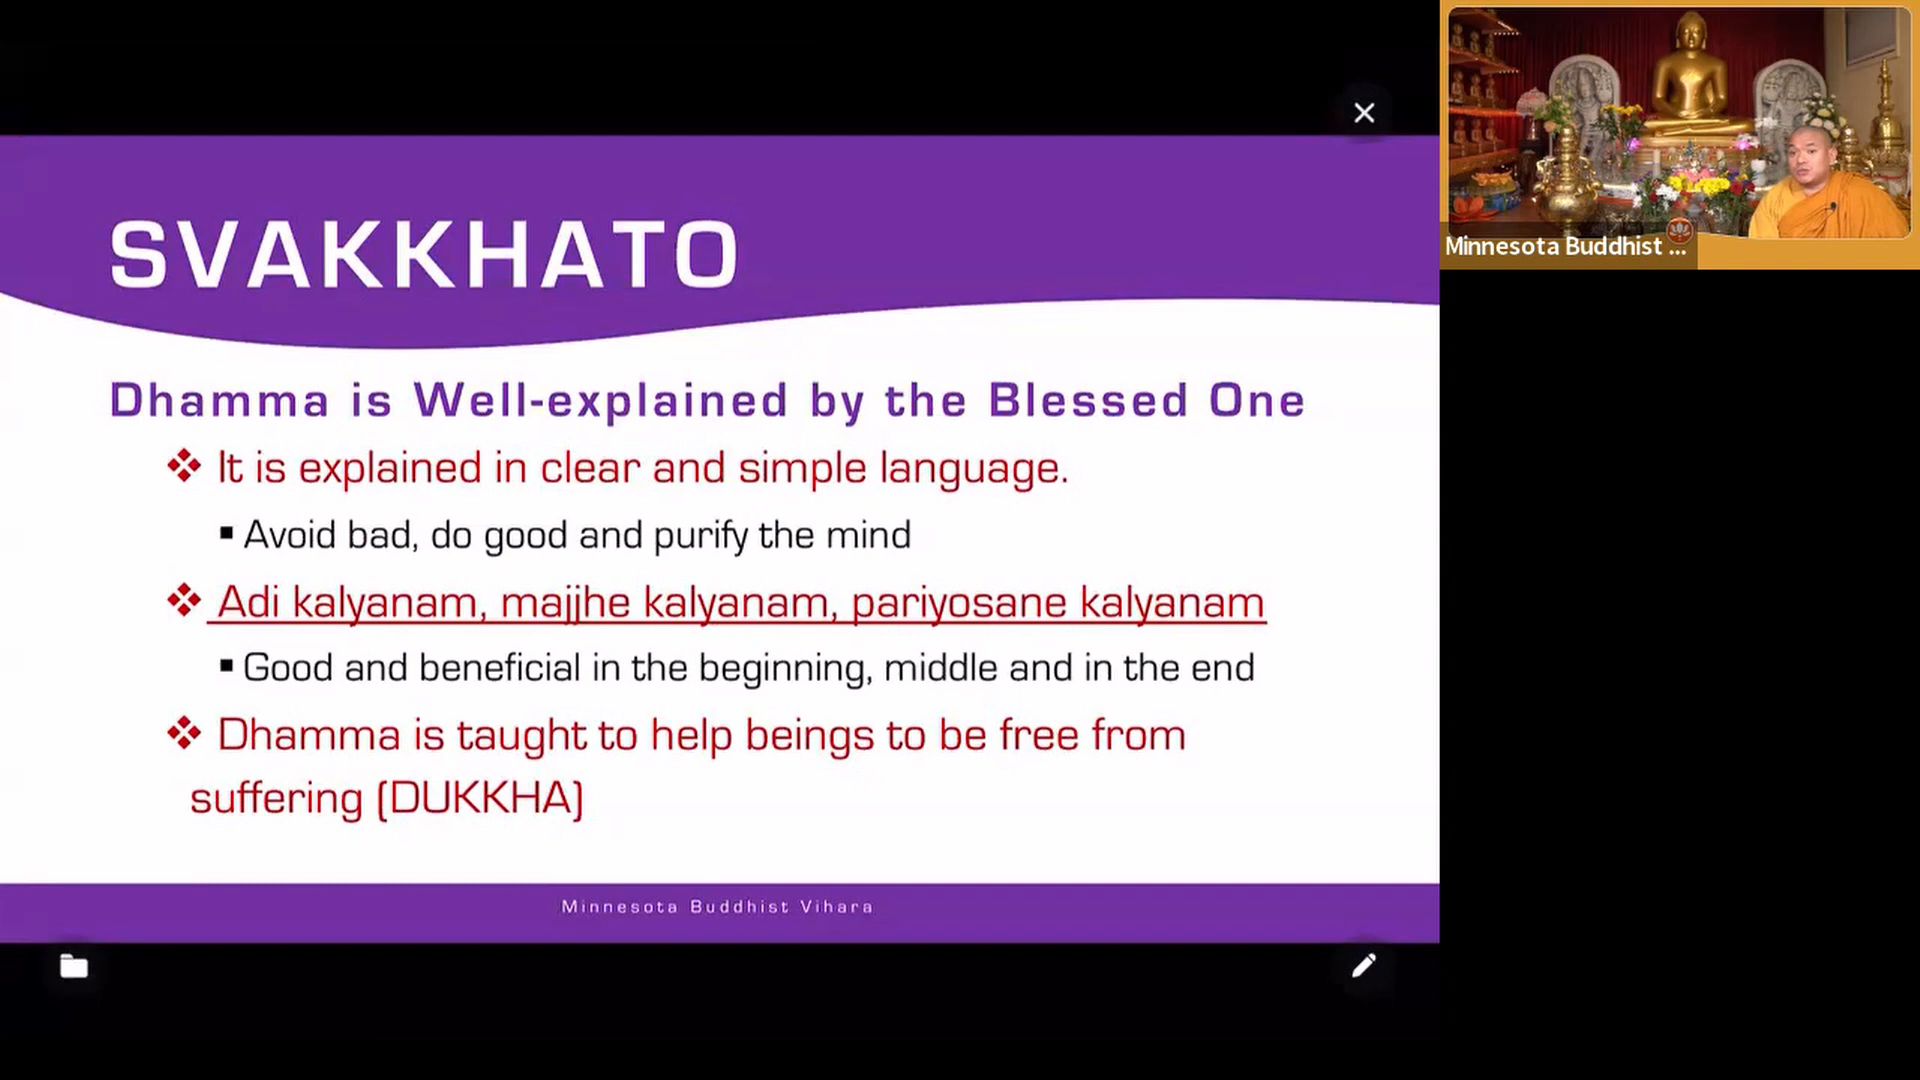 SVAKKHATO
Dhamma is Well-explained by the Blessed One
It is explained in clear and simple language.
Avoid bad, do good and purify the mind
Adi kalyanam, majjhe kalyanam, pariyosane kalyanam
Good and beneficial in the beginning, middle and in the end
Dhamma is taught to help beings to be free from
suffering (DUKKHA)
Minnesota Buddhist Vihara
Minnesota Buddhist ...